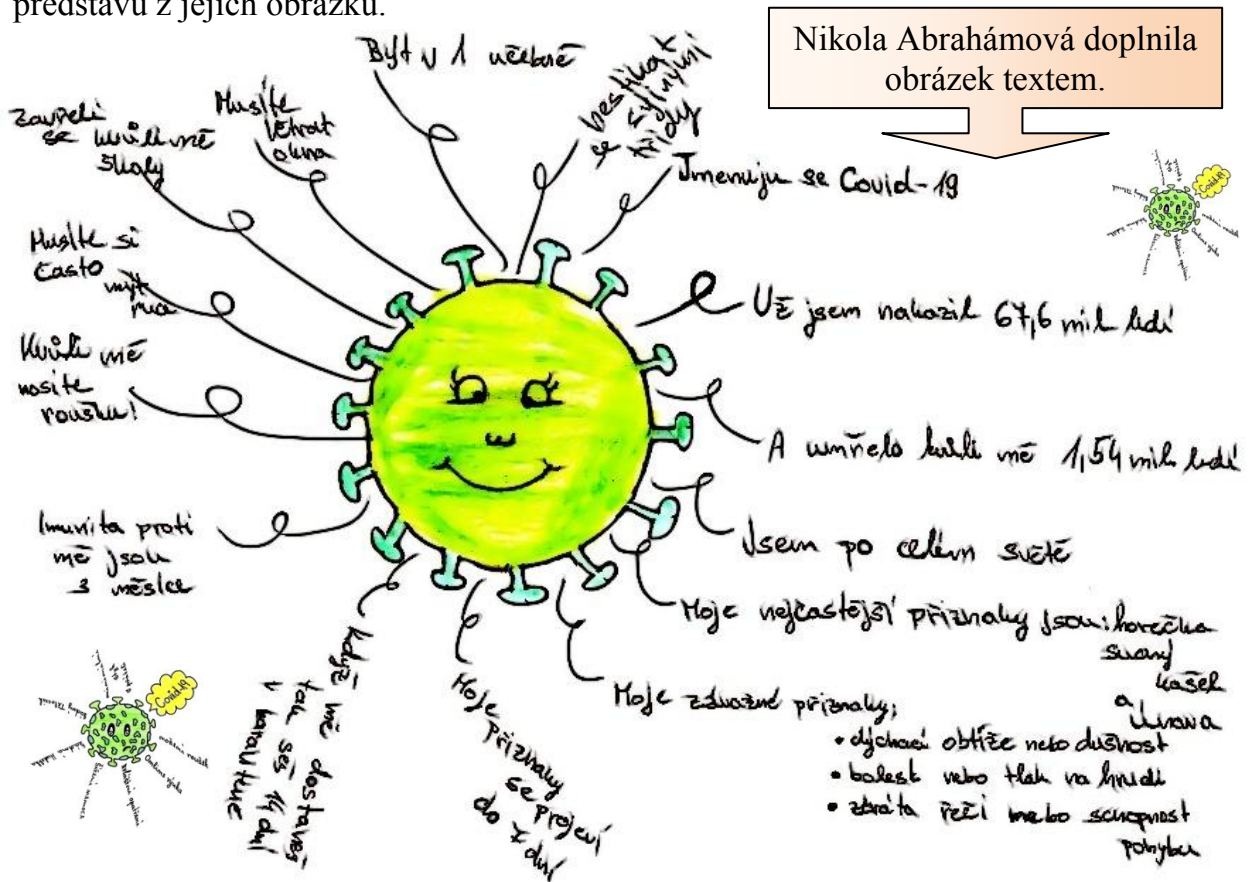 představu z jejich obrázku.
Nikola Abrahámová doplnila
obrázek textem.
Být v 1 učebně
Musíte
větrat
okna
Zavřeli
se kvůli mě
školy
Musíte si
často
mýt
ruce
Kvůli mě
nosíte
roušku!
Imunita proti
mě jsou
3 měsíce
se s jinými
třídy
Jmenuju se Covid-19
Už jsem nakazil 67,6 mil lidí
A umřelo kvůli mě 1,54 mil lidí
Jsem po celém světě
Moje nejčastější příznaky jsou: horečka
suchý
kašel
a
únava
Moje závažné příznaky;
• dýchací obtíže nebo dušnost
• bolest nebo tlak na hrudi
• ztráta řeči nebo schopnost
pohybu
Moje
příznaky
se projeví
do 7 dní
když mě dostaneš
tak seš 14 dní
v karanténe
Covid19
Covid19